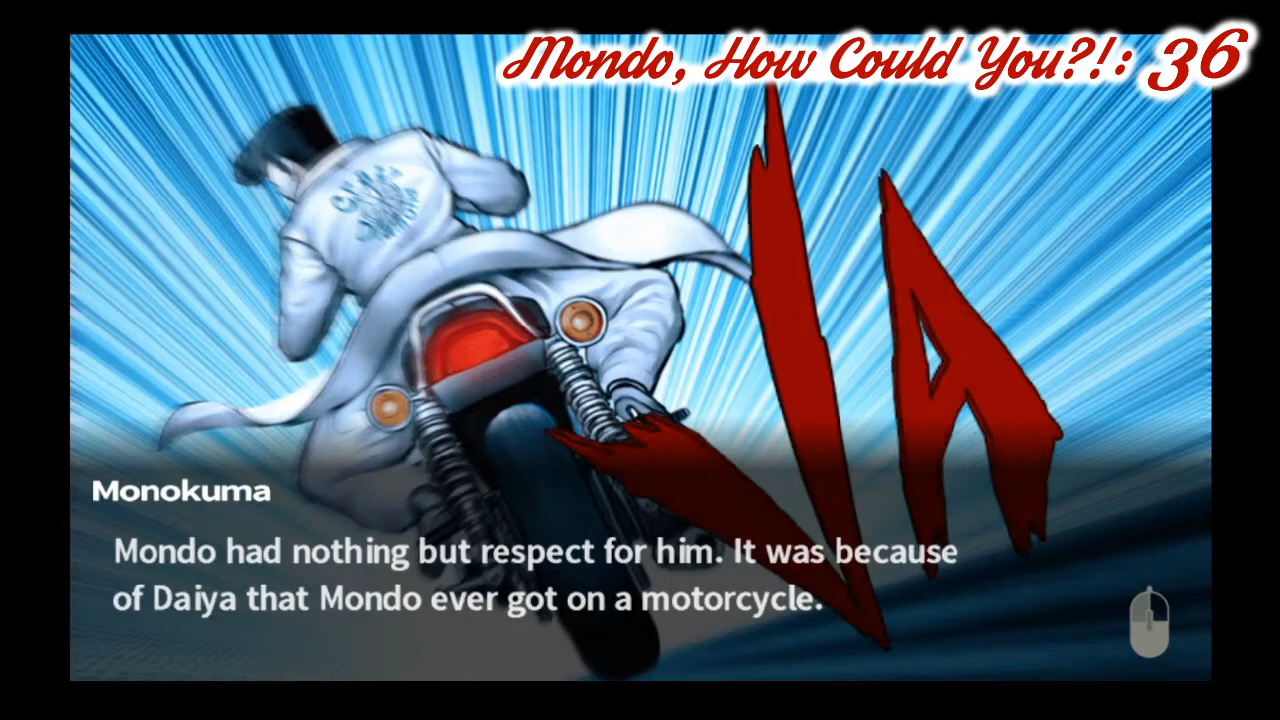 Mondo, How Could You?!: 36
Monokuma
Mondo had nothing but respect for him. It was because
of Daiya that Mondo ever got on a motorcycle.